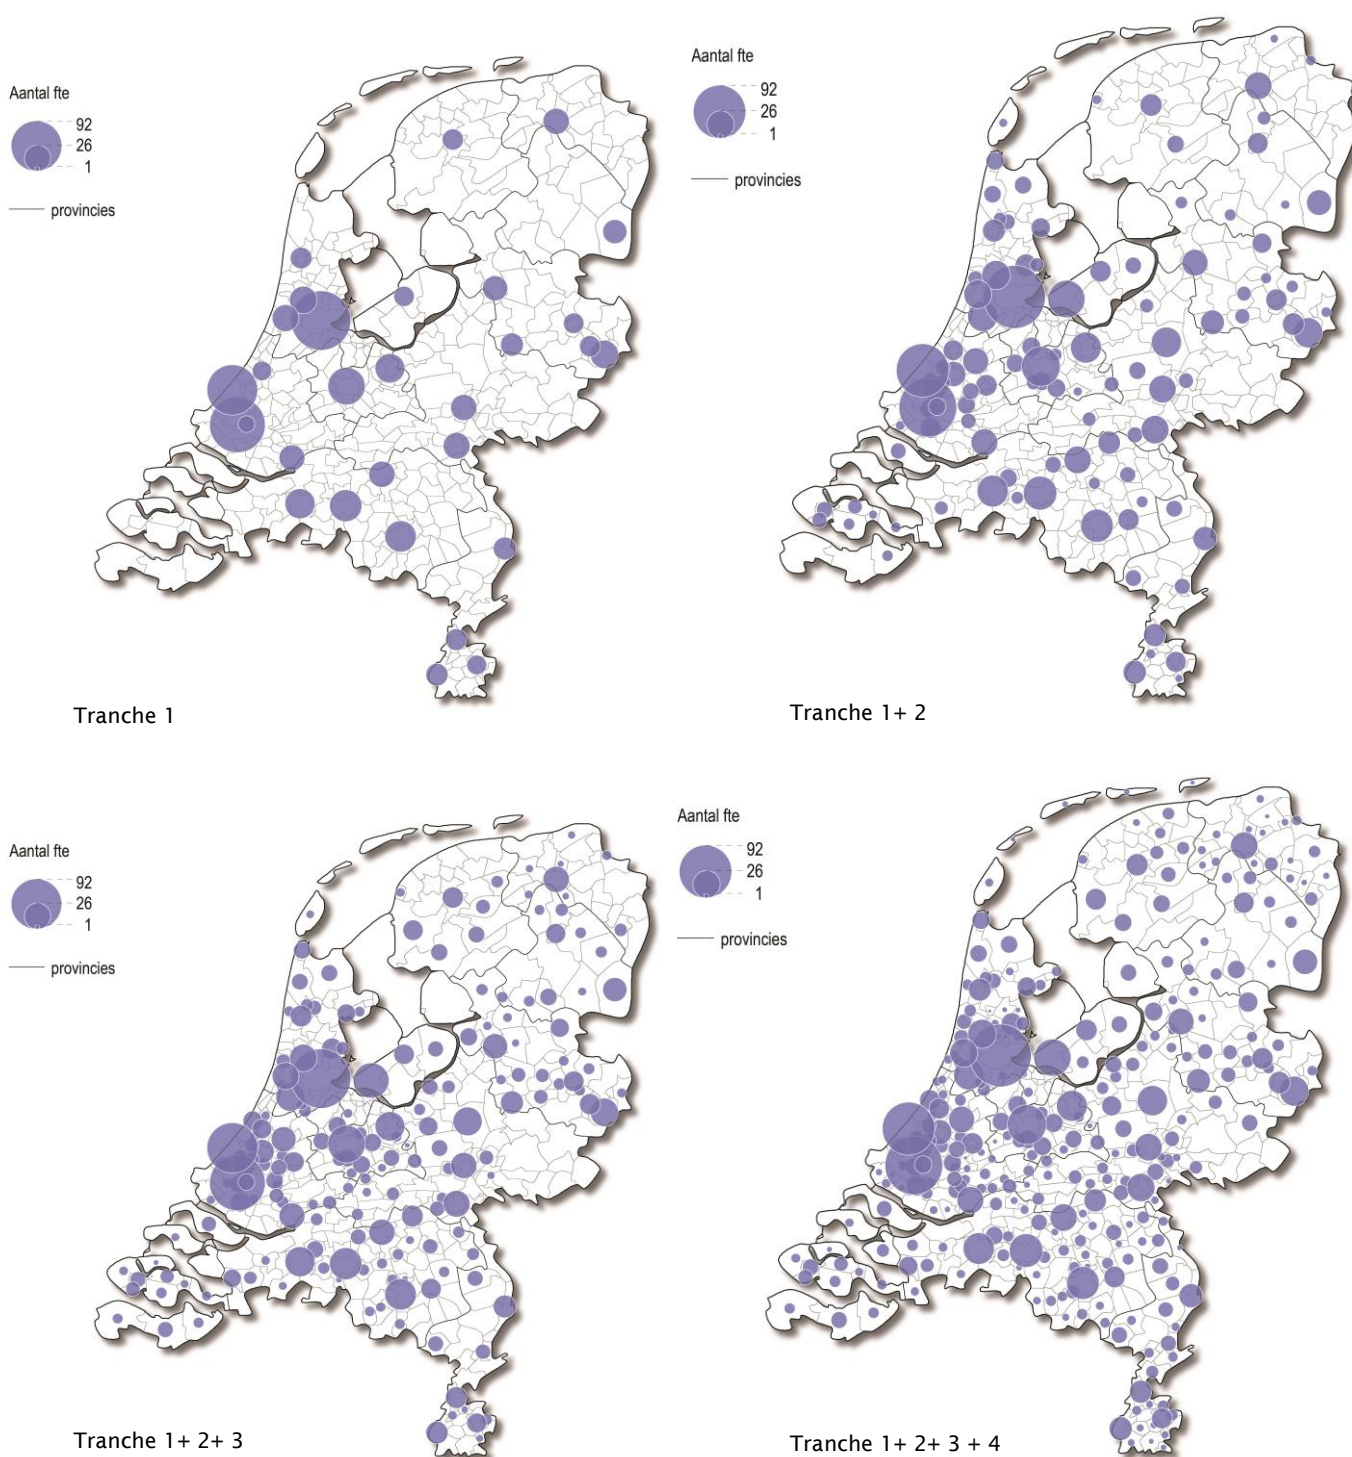 Aantal fte
92
26
1
provincies
Tranche 1
Aantal fte
92
26
1
provincies
Tranche 1+ 2
Aantal fte
92
26
1
provincies
Tranche 1+ 2+ 3
Aantal fte
92
26
1
provincies
Tranche 1+ 2+ 3 + 4